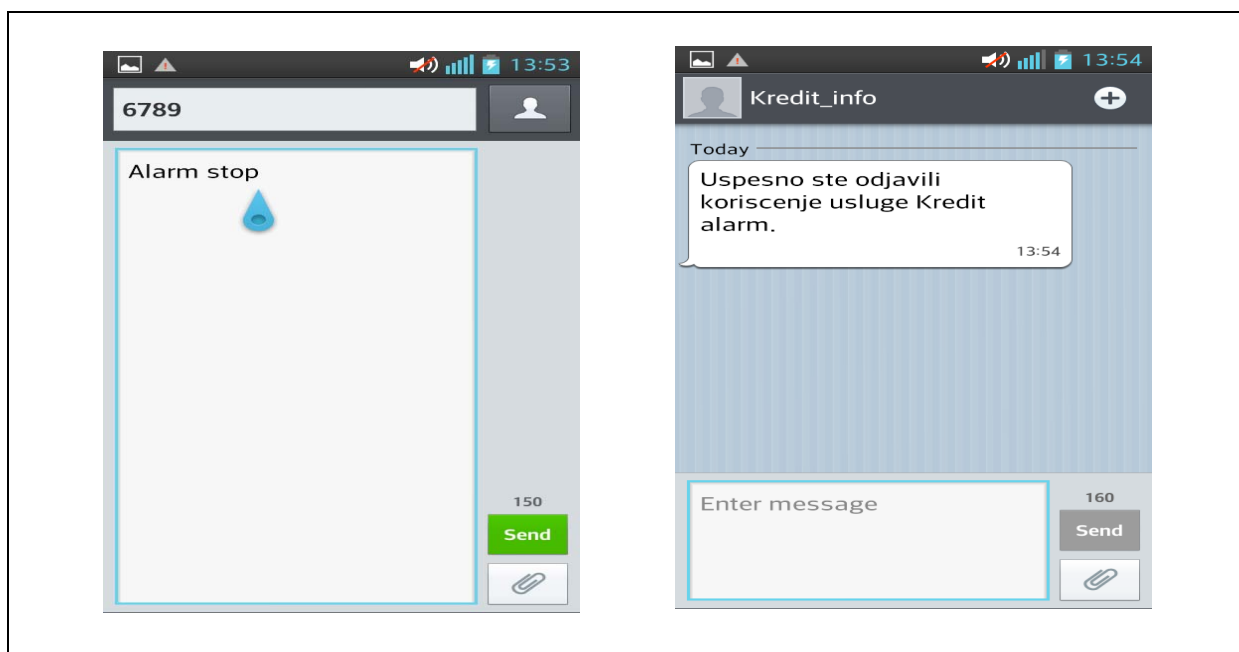 13:53
6789
Alarm stop
150
Send
13:54
Kredit_info
Today
Uspesno ste odjavili
koriscenje usluge Kredit
alarm.
13:54
Enter message
160
Send